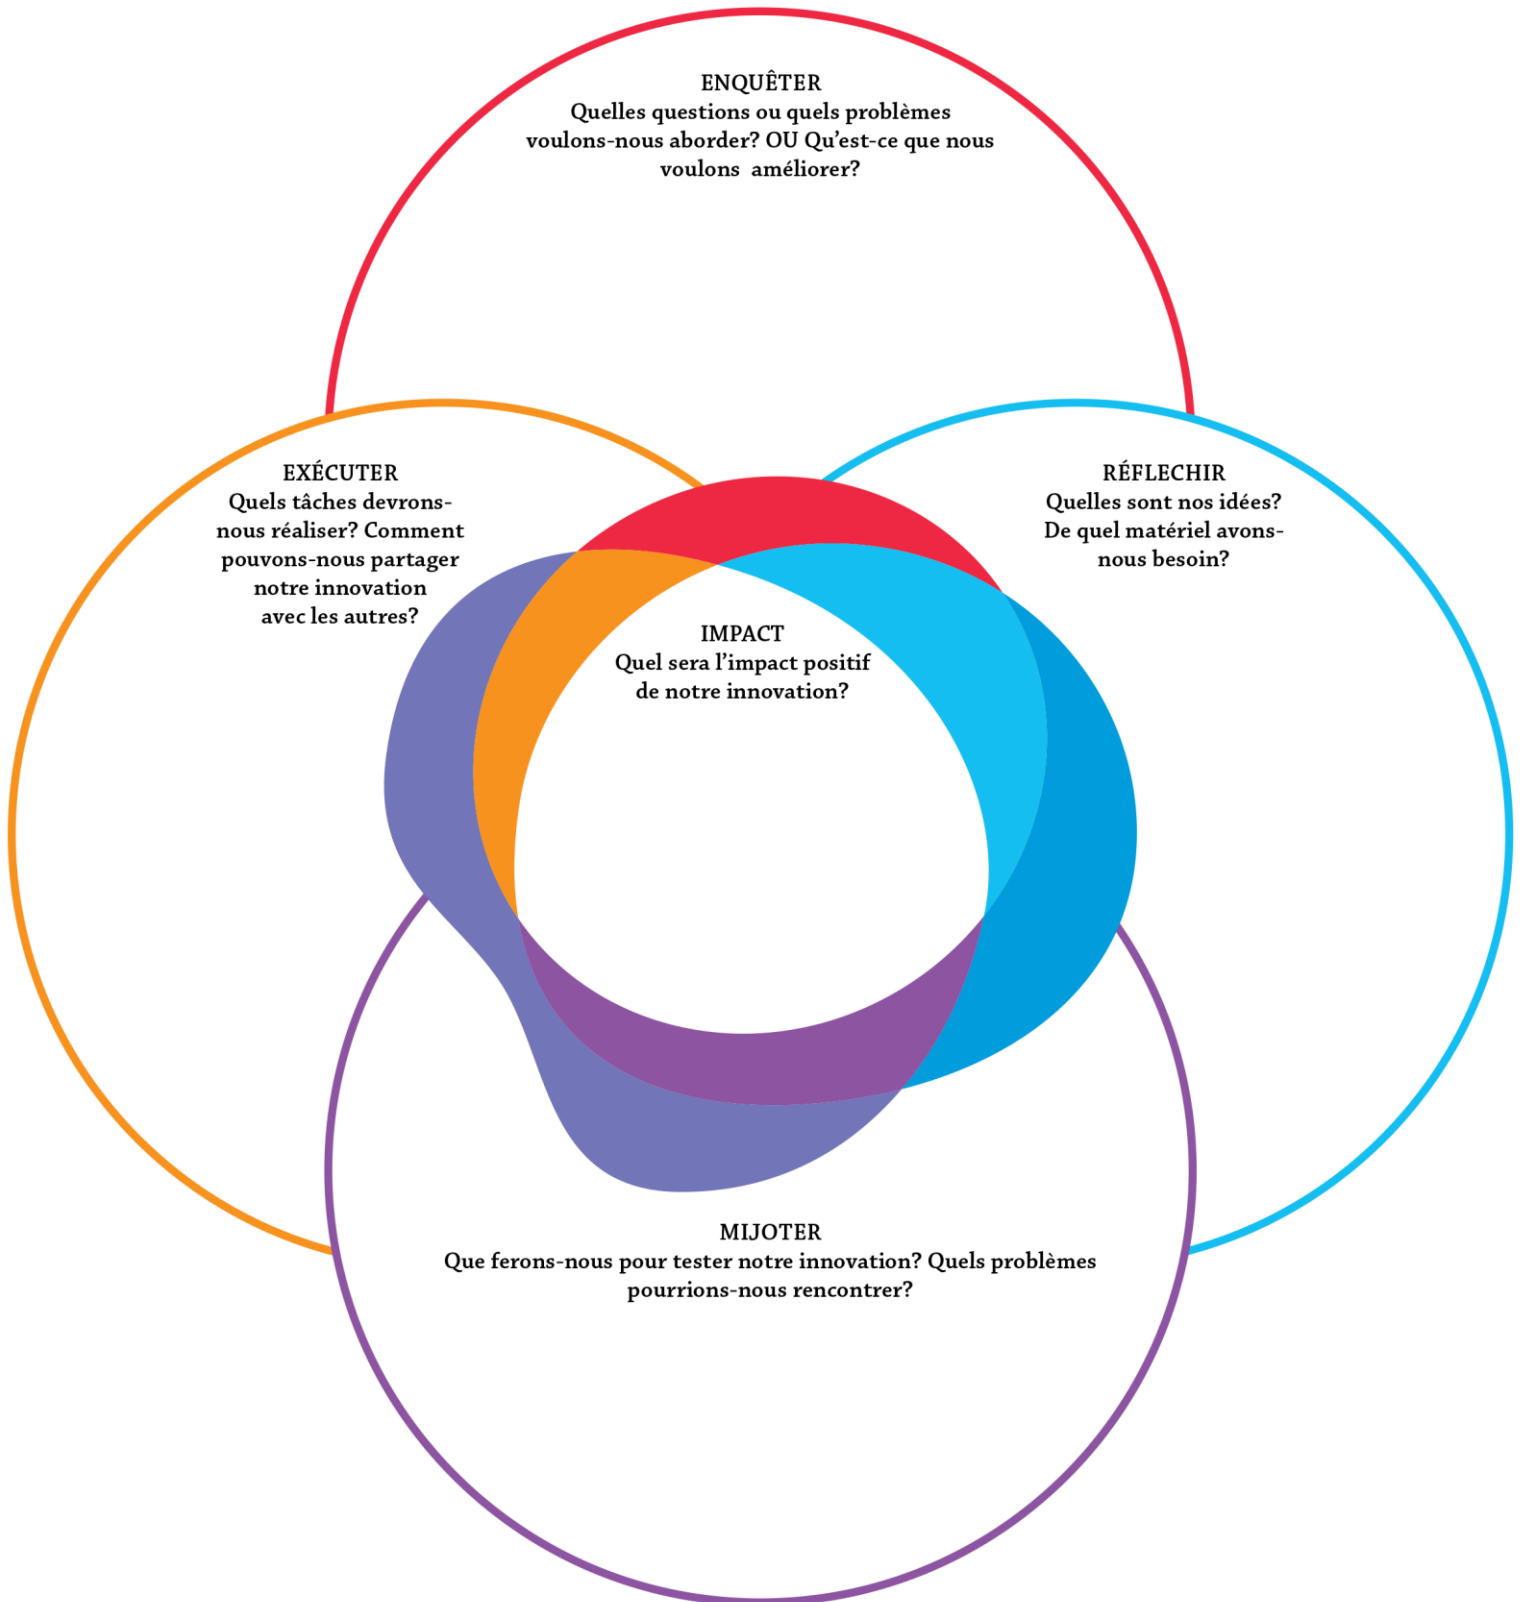 ENQUÊTER
Quelles questions ou quels problèmes
voulons-nous aborder? OU Qu’est-ce que nous
voulons  améliorer?
EXÉCUTER
Quels tâches devrons-
nous réaliser? Comment
pouvons-nous partager
notre innovation
avec les autres?
RÉFLECHIR
Quelles sont nos idées?
De quel matériel avons-
nous besoin?
IMPACT
Quel sera l’impact positif
de notre innovation?
MIJOTER
Que ferons-nous pour tester notre innovation? Quels problèmes
pourrions-nous rencontrer?